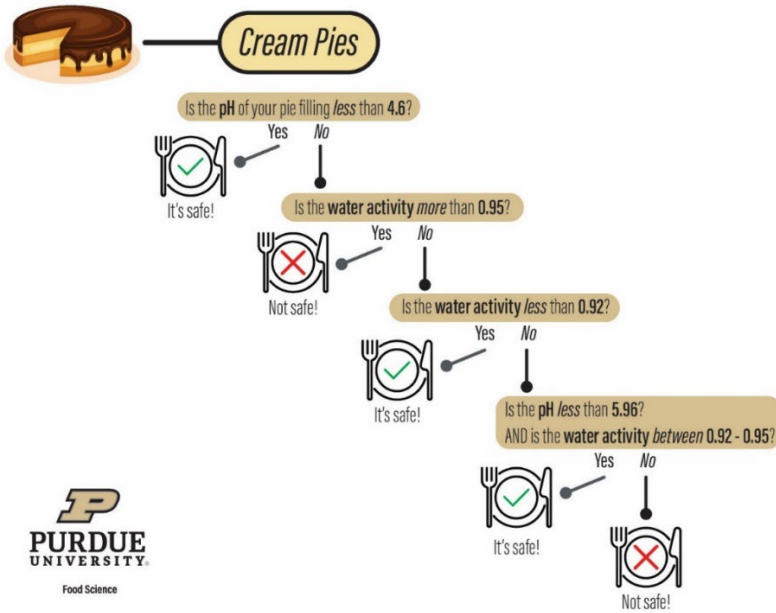 Cream Pies
Is the pH of your pie filling less than 4.6?
Yes No
It's safe!
Is the water activity more than 0.95?
Yes No
Not safe!
Is the water activity less than 0.92?
Yes No
It's safe!
Is the pH less than 5.96?
AND is the water activity between 0.92 - 0.95?
Yes No
It's safe!
Not safe!
P
PURDUE
UNIVERSITY®
Food Science